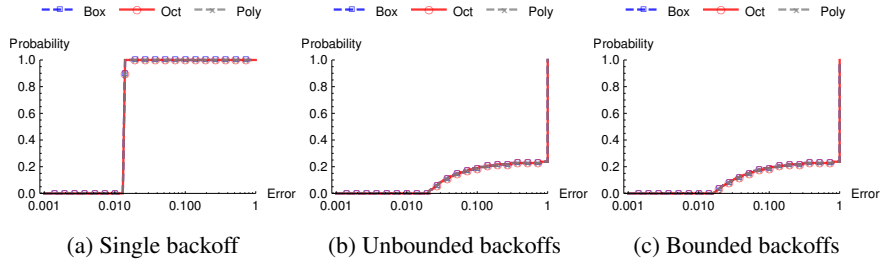 Box Oct Poly Box Oct Poly Box Oct Poly
Probability Probability Probability
1.0 1.0 1.0
0.8 0.8 0.8
0.6 0.6 0.6
0.4 0.4 0.4
0.2 0.2 0.2
0.0 Error 0.0 Error 0.0 Error
0.001 0.010 0.100 1 0.001 0.010 0.100 1 0.001 0.010 0.100 1
(a) Single backoff (b) Unbounded backoffs (c) Bounded backoffs